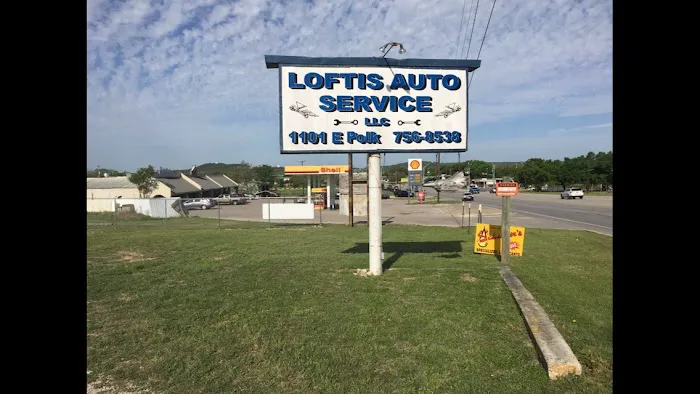 LOFTIS AUTO
SERVICE
LLC
1101 E Polk 756-8538
Shell